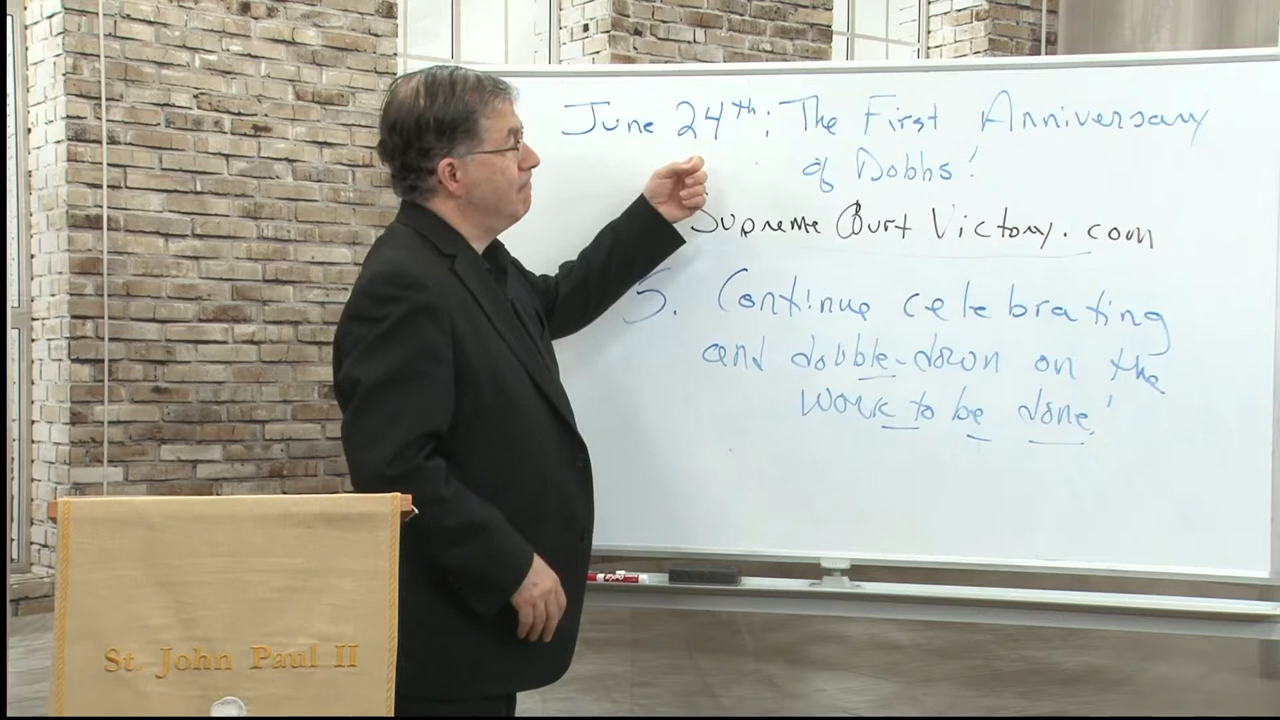 June 24th: The First Anniversary
of Dobbs!
Supreme Court Victory.com
5. Continue celebrating
and double-down on the
work to be done!
St. John Paul II